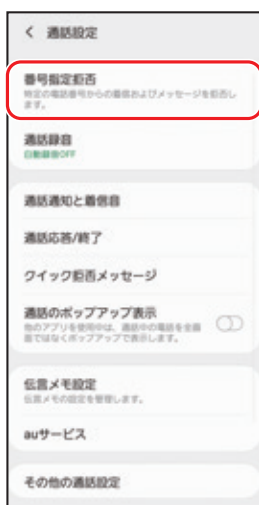 < 通話設定
番号指定拒否
特定の電話番号からの着信およびメッセージを拒否し
ます。
通話録音
自動録音OFF
通話通知と着信音
通話応答/終了
クイック拒否メッセージ
通話のポップアップ表示
他のアプリを使用中は、通話中の電話を全画
面ではなくポップアップで表示します。
伝言メモ設定
伝言メモの設定を管理します。
auサービス
その他の通話設定